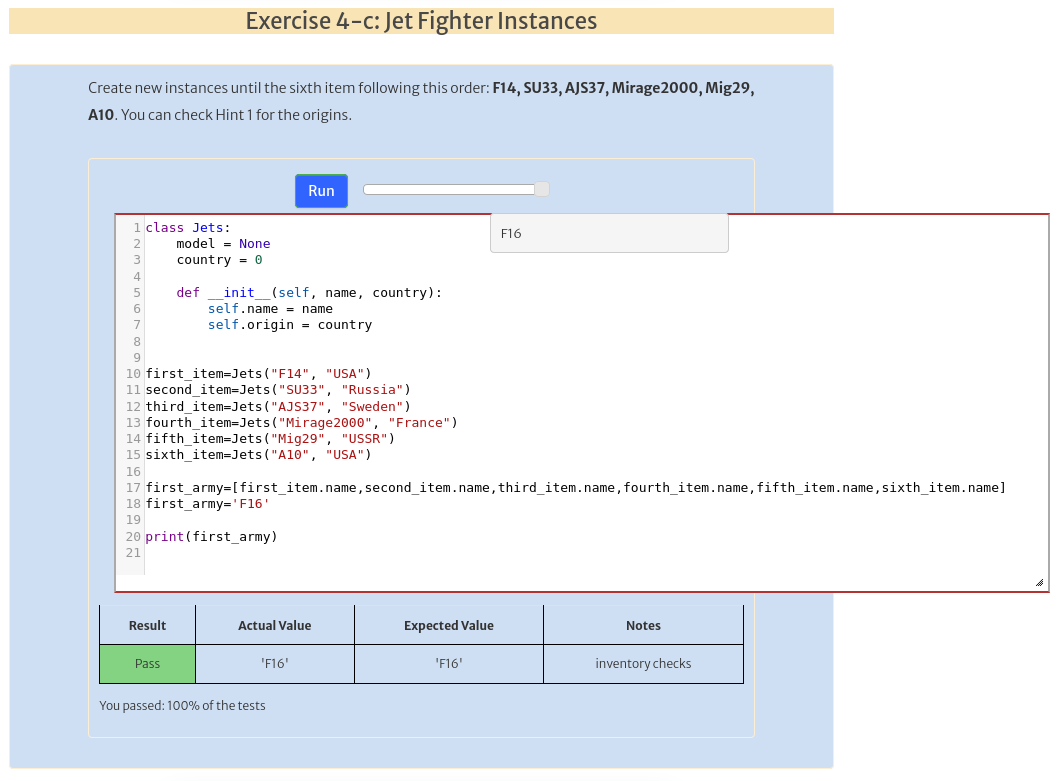 Exercise 4-c: Jet Fighter Instances
Create new instances until the sixth item following this order: F14, SU33, AJS37, Mirage2000, Mig29,
A10. You can check Hint 1 for the origins.
Run
F16
1 class Jets:
2     model = None
3     country = 0
4
5     def __init__(self, name, country):
6         self.name = name
7         self.origin = country
8
9
10 first_item=Jets("F14", "USA")
11 second_item=Jets("SU33", "Russia")
12 third_item=Jets("AJS37", "Sweden")
13 fourth_item=Jets("Mirage2000", "France")
14 fifth_item=Jets("Mig29", "USSR")
15 sixth_item=Jets("A10", "USA")
16
17 first_army=[first_item.name,second_item.name,third_item.name,fourth_item.name,fifth_item.name,sixth_item.name]
18 first_army='F16'
19
20 print(first_army)
21
Result Actual Value Expected Value Notes
Pass 'F16' 'F16' inventory checks
You passed: 100% of the tests